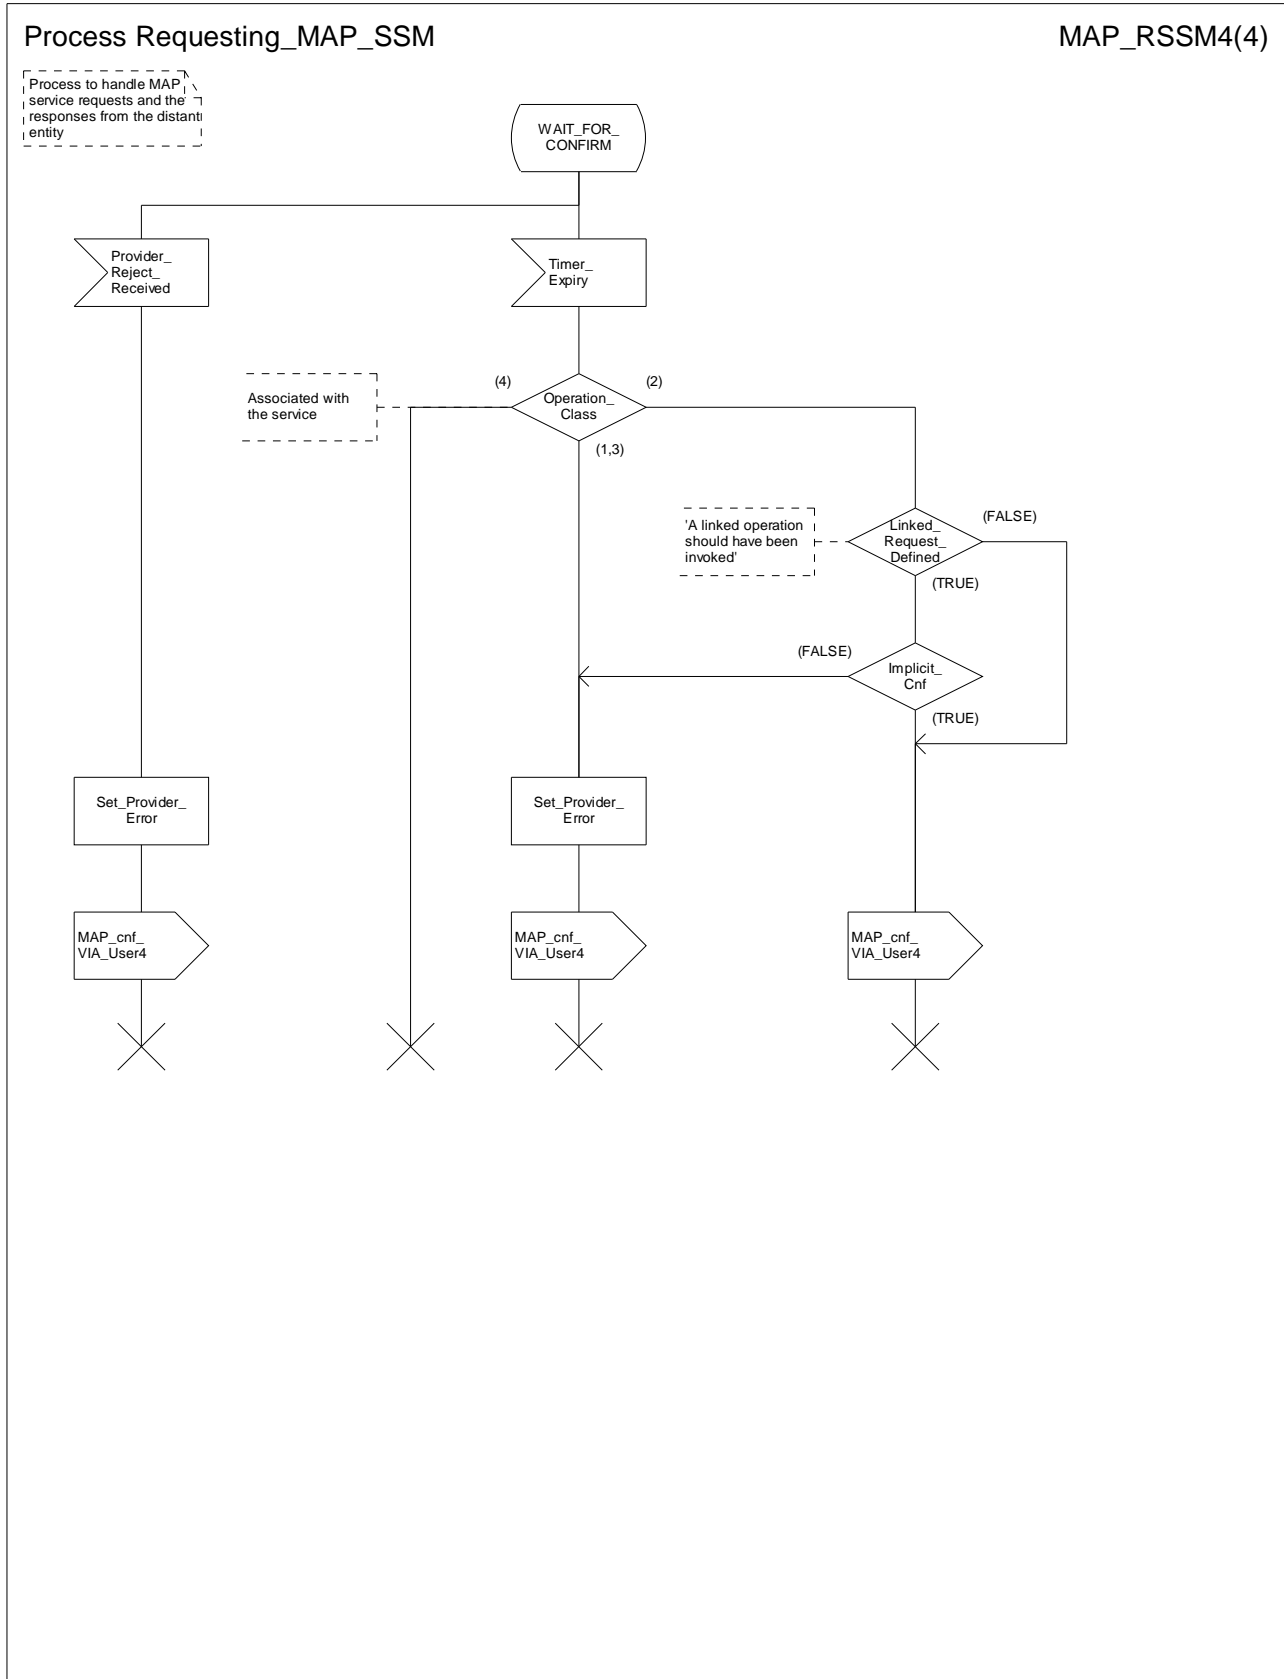 Process Requesting_MAP_SSM
MAP_RSSM4(4)
Process to handle MAP
service requests and the
responses from the distant
entity
WAIT_FOR_
CONFIRM
Provider_
Reject_
Received
Timer_
Expiry
Associated with
the service
(4)
Operation_
Class
(2)
(1,3)
'A linked operation
should have been
invoked'
Linked_
Request_
Defined
(FALSE)
(TRUE)
(FALSE)
Implicit_
Cnf
(TRUE)
Set_Provider_
Error
Set_Provider_
Error
MAP_cnf_
VIA_User4
MAP_cnf_
VIA_User4
MAP_cnf_
VIA_User4